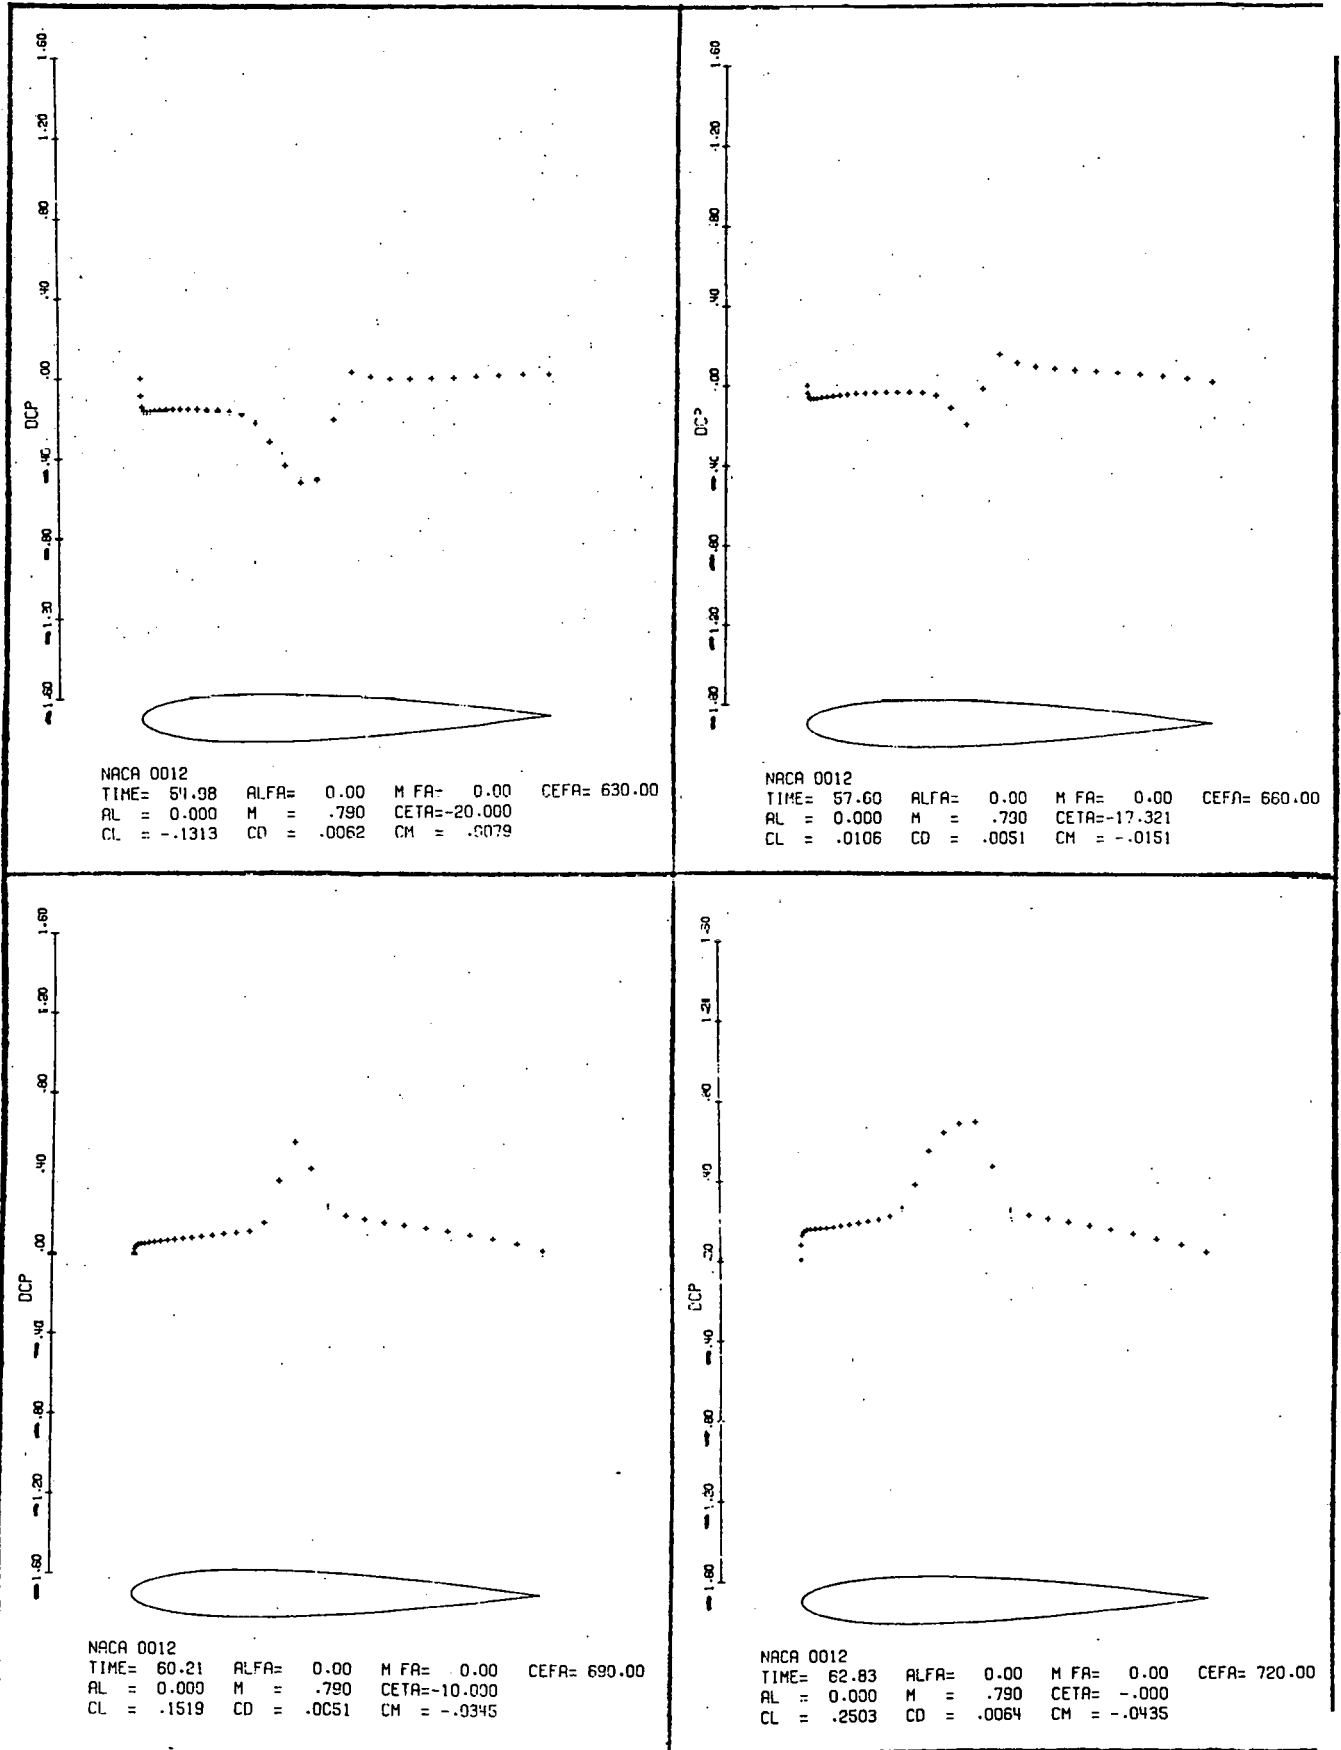 1.60
1.20
.80
.40
.00
-.40
-.80
-1.20
-1.60
DCP
NACA 0012
TIME= 54.98 ALFA= 0.00 M FA= 0.00 CEFA= 630.00
AL = 0.000 M = .790 CETA=-20.000
CL = -.1313 CD = .0062 CM = .0079
1.60
1.20
.80
.40
.00
-.40
-.80
-1.20
-1.60
DCP
NACA 0012
TIME= 57.60 ALFA= 0.00 M FA= 0.00 CEFA= 660.00
AL = 0.000 M = .790 CETA=-17.321
CL = .0106 CD = .0051 CM = -.0151
1.60
1.20
.80
.40
.00
-.40
-.80
-1.20
-1.60
DCP
NACA 0012
TIME= 60.21 ALFA= 0.00 M FA= 0.00 CEFA= 690.00
AL = 0.000 M = .790 CETA=-10.000
CL = .1519 CD = .0051 CM = -.0345
1.60
1.20
.80
.40
.00
-.40
-.80
-1.20
-1.60
DCP
NACA 0012
TIME= 62.83 ALFA= 0.00 M FA= 0.00 CEFA= 720.00
AL = 0.000 M = .790 CETA= -.000
CL = .2503 CD = .0064 CM = -.0435